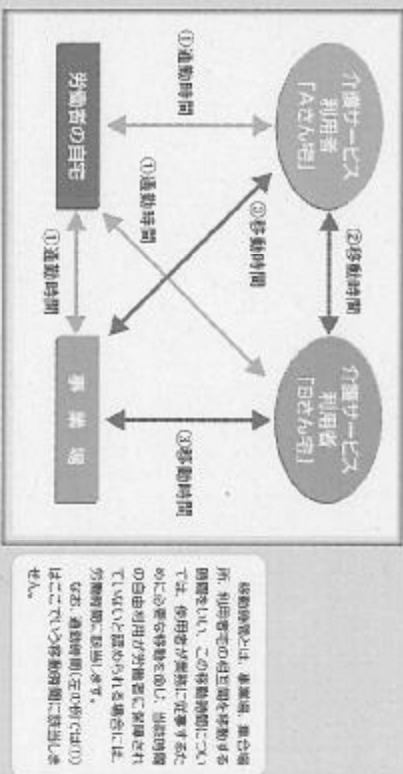 介護サービス
利用者
「Aさん宅」
②移動時間
介護サービス
利用者
「Bさん宅」
①通勤時間
①通勤時間
③移動時間
③移動時間
労働者の自宅
①通勤時間
事業場
移動時間とは、事業場、集合場
所、利用者宅の相互間を移動する
時間をいい、この移動時間につい
ては、使用者が業務に従事するた
めに必要な移動を命じ、当該時間
の自由利用が労働者に保障され
ていないと認められる場合には、
労働時間に該当します。
なお、通勤時間(左の例では①)
はここでいう移動時間に該当しま
せん。